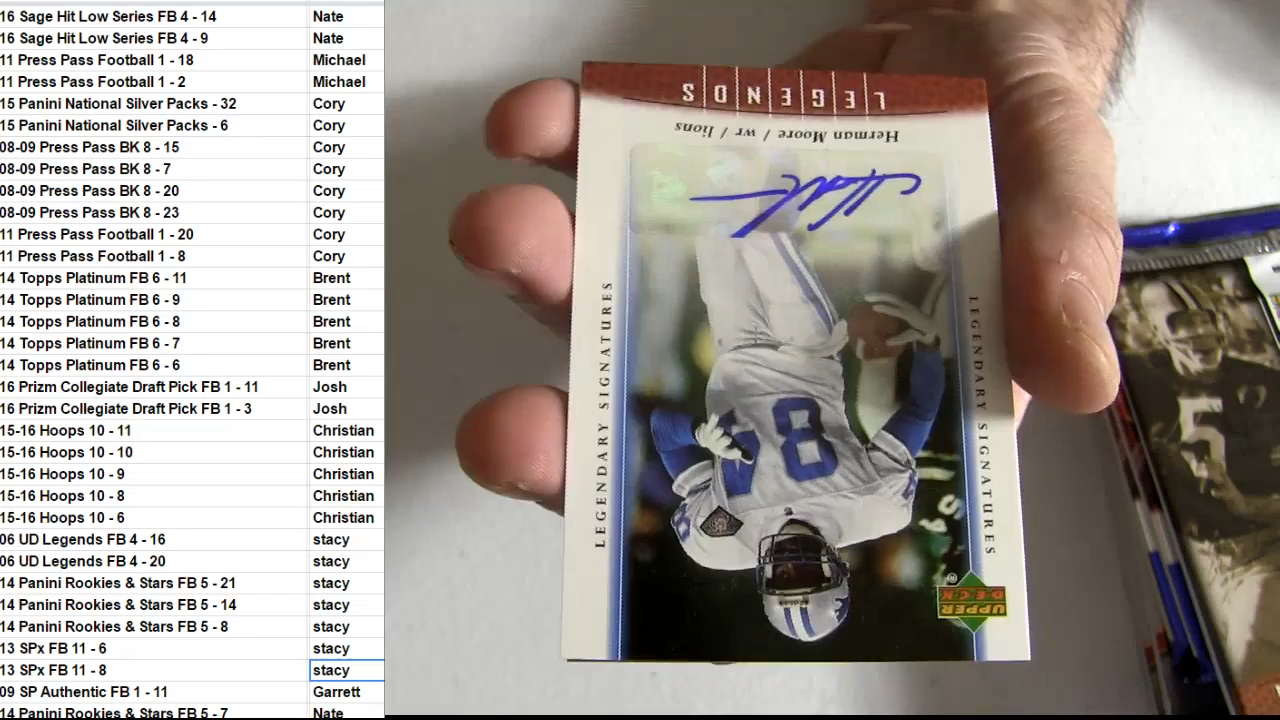 16 Sage Hit Low Series FB 4 - 14 Nate
16 Sage Hit Low Series FB 4 - 9 Nate
11 Press Pass Football 1 - 18 Michael
11 Press Pass Football 1 - 2 Michael
15 Panini National Silver Packs - 32 Cory
15 Panini National Silver Packs - 6 Cory
08-09 Press Pass BK 8 - 15 Cory
08-09 Press Pass BK 8 - 7 Cory
08-09 Press Pass BK 8 - 20 Cory
08-09 Press Pass BK 8 - 23 Cory
11 Press Pass Football 1 - 20 Cory
11 Press Pass Football 1 - 8 Cory
14 Topps Platinum FB 6 - 11 Brent
14 Topps Platinum FB 6 - 9 Brent
14 Topps Platinum FB 6 - 8 Brent
14 Topps Platinum FB 6 - 7 Brent
14 Topps Platinum FB 6 - 6 Brent
16 Prizm Collegiate Draft Pick FB 1 - 11 Josh
16 Prizm Collegiate Draft Pick FB 1 - 3 Josh
15-16 Hoops 10 - 11 Christian
15-16 Hoops 10 - 10 Christian
15-16 Hoops 10 - 9 Christian
15-16 Hoops 10 - 8 Christian
15-16 Hoops 10 - 6 Christian
06 UD Legends FB 4 - 16 stacy
06 UD Legends FB 4 - 20 stacy
14 Panini Rookies & Stars FB 5 - 21 stacy
14 Panini Rookies & Stars FB 5 - 14 stacy
14 Panini Rookies & Stars FB 5 - 8 stacy
13 SPx FB 11 - 6 stacy
13 SPx FB 11 - 8 stacy
09 SP Authentic FB 1 - 11 Garrett
14 Panini Rookies & Stars FB 5 - 7 Nate
LEGENDS
Herman Moore / wr / lions
LEGENDARY SIGNATURES
LEGENDARY SIGNATURES
84
UPPER
DECK
5